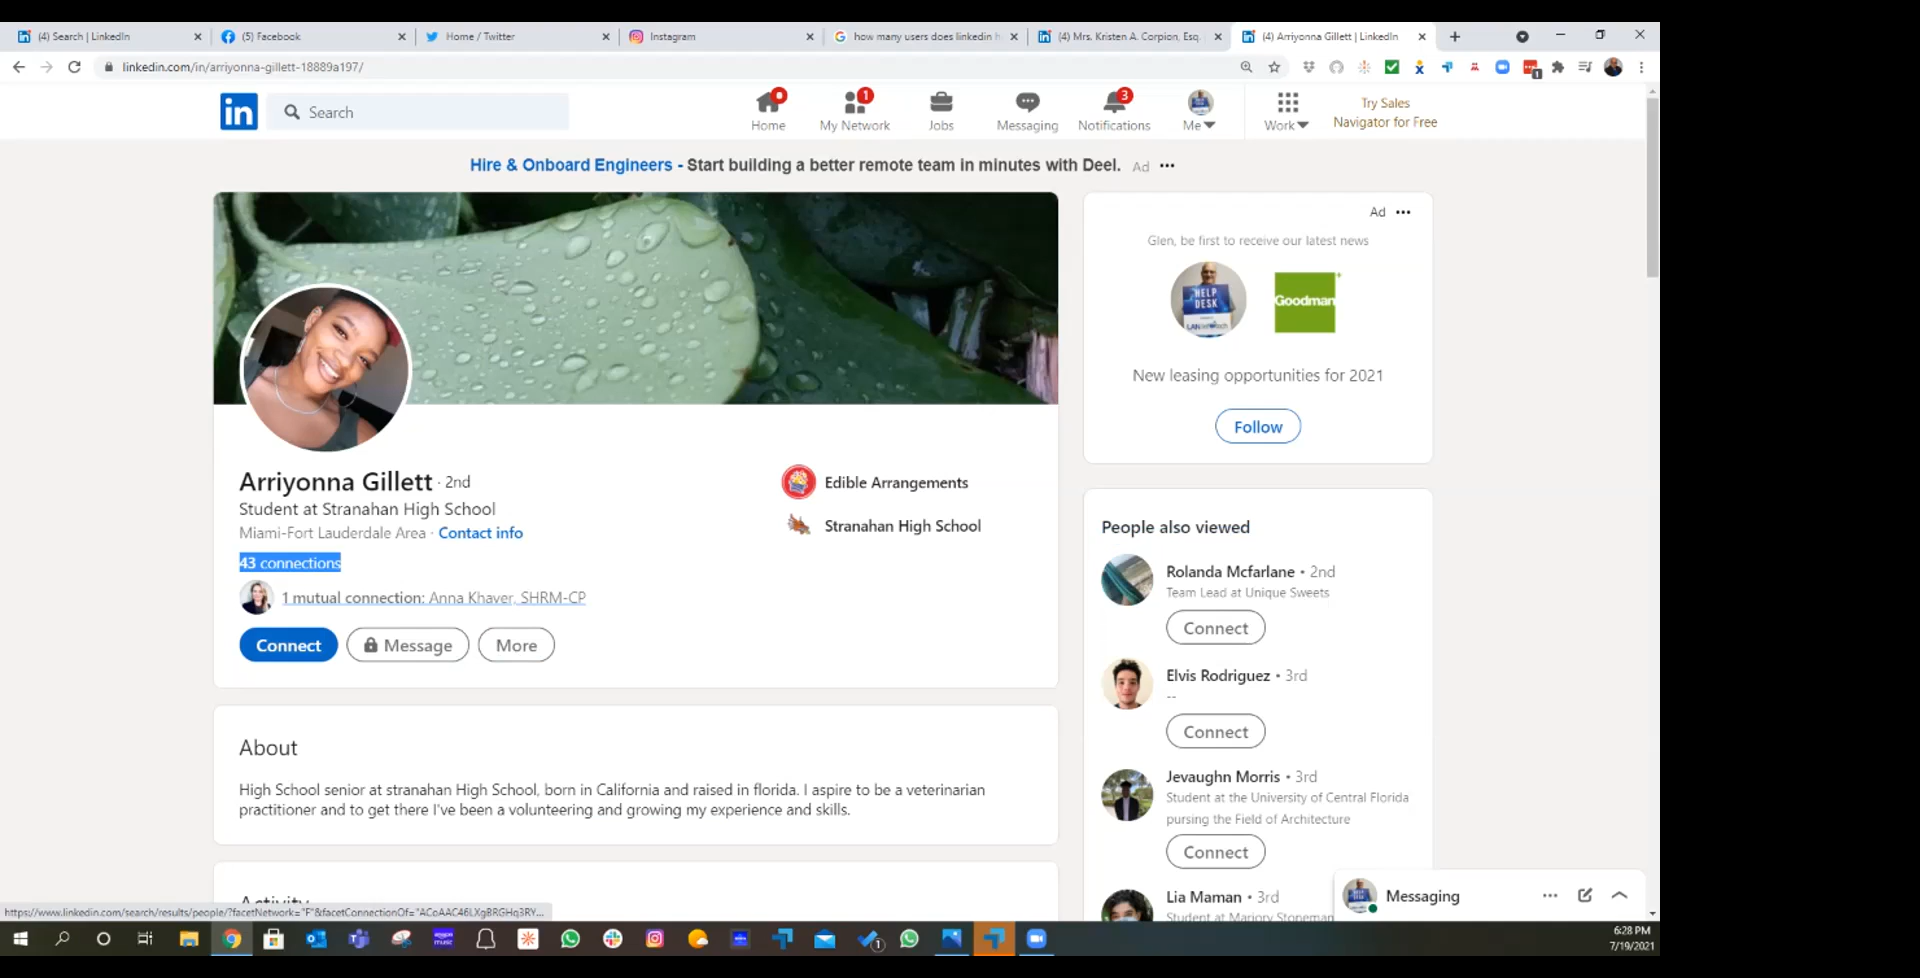 (4) Search | LinkedIn
(5) Facebook
Home / Twitter
Instagram
how many users does linkedin h
(4) Mrs. Kristen A. Corpion, Esq.
(4) Arriyonna Gillett | LinkedIn
linkedin.com/in/arriyonna-gillett-18889a197/
in
Search
Home
1
My Network
Jobs
Messaging
3
Notifications
Me
Work
Try Sales
Navigator for Free
Hire & Onboard Engineers - Start building a better remote team in minutes with Deel. Ad
Arriyonna Gillett · 2nd
Student at Stranahan High School
Miami-Fort Lauderdale Area · Contact info
43 connections
1 mutual connection: Anna Khaver, SHRM-CP
Connect
Message
More
Edible Arrangements
Stranahan High School
About
High School senior at stranahan High School, born in California and raised in florida. I aspire to be a veterinarian
practitioner and to get there I've been a volunteering and growing my experience and skills.
Activity
Ad
Glen, be first to receive our latest news
HELP
DESK
Goodman
New leasing opportunities for 2021
Follow
People also viewed
Rolanda Mcfarlane • 2nd
Team Lead at Unique Sweets
Connect
Elvis Rodriguez • 3rd
--
Connect
Jevaughn Morris • 3rd
Student at the University of Central Florida
pursing the Field of Architecture
Connect
Lia Maman • 3rd
Student at Marjory Stoneman
Messaging
6:28 PM
7/19/2021